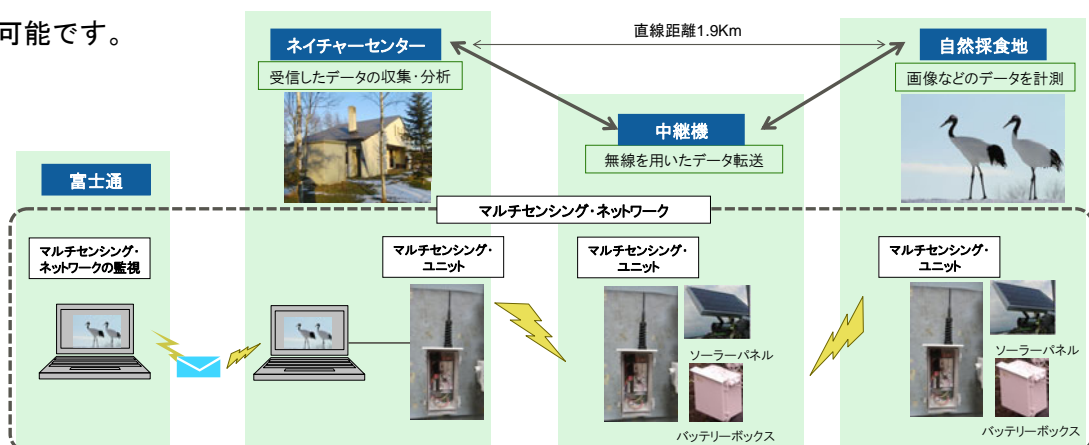 可能です。
ネイチャーセンター
受信したデータの収集・分析
直線距離1.9Km
自然採食地
画像などのデータを計測
中継機
無線を用いたデータ転送
富士通
マルチセンシング・ネットワーク
マルチセンシング・
ネットワークの監視
マルチセンシング・
ユニット
マルチセンシング・
ユニット
ソーラーパネル
バッテリーボックス
マルチセンシング・
ユニット
ソーラーパネル
バッテリーボックス